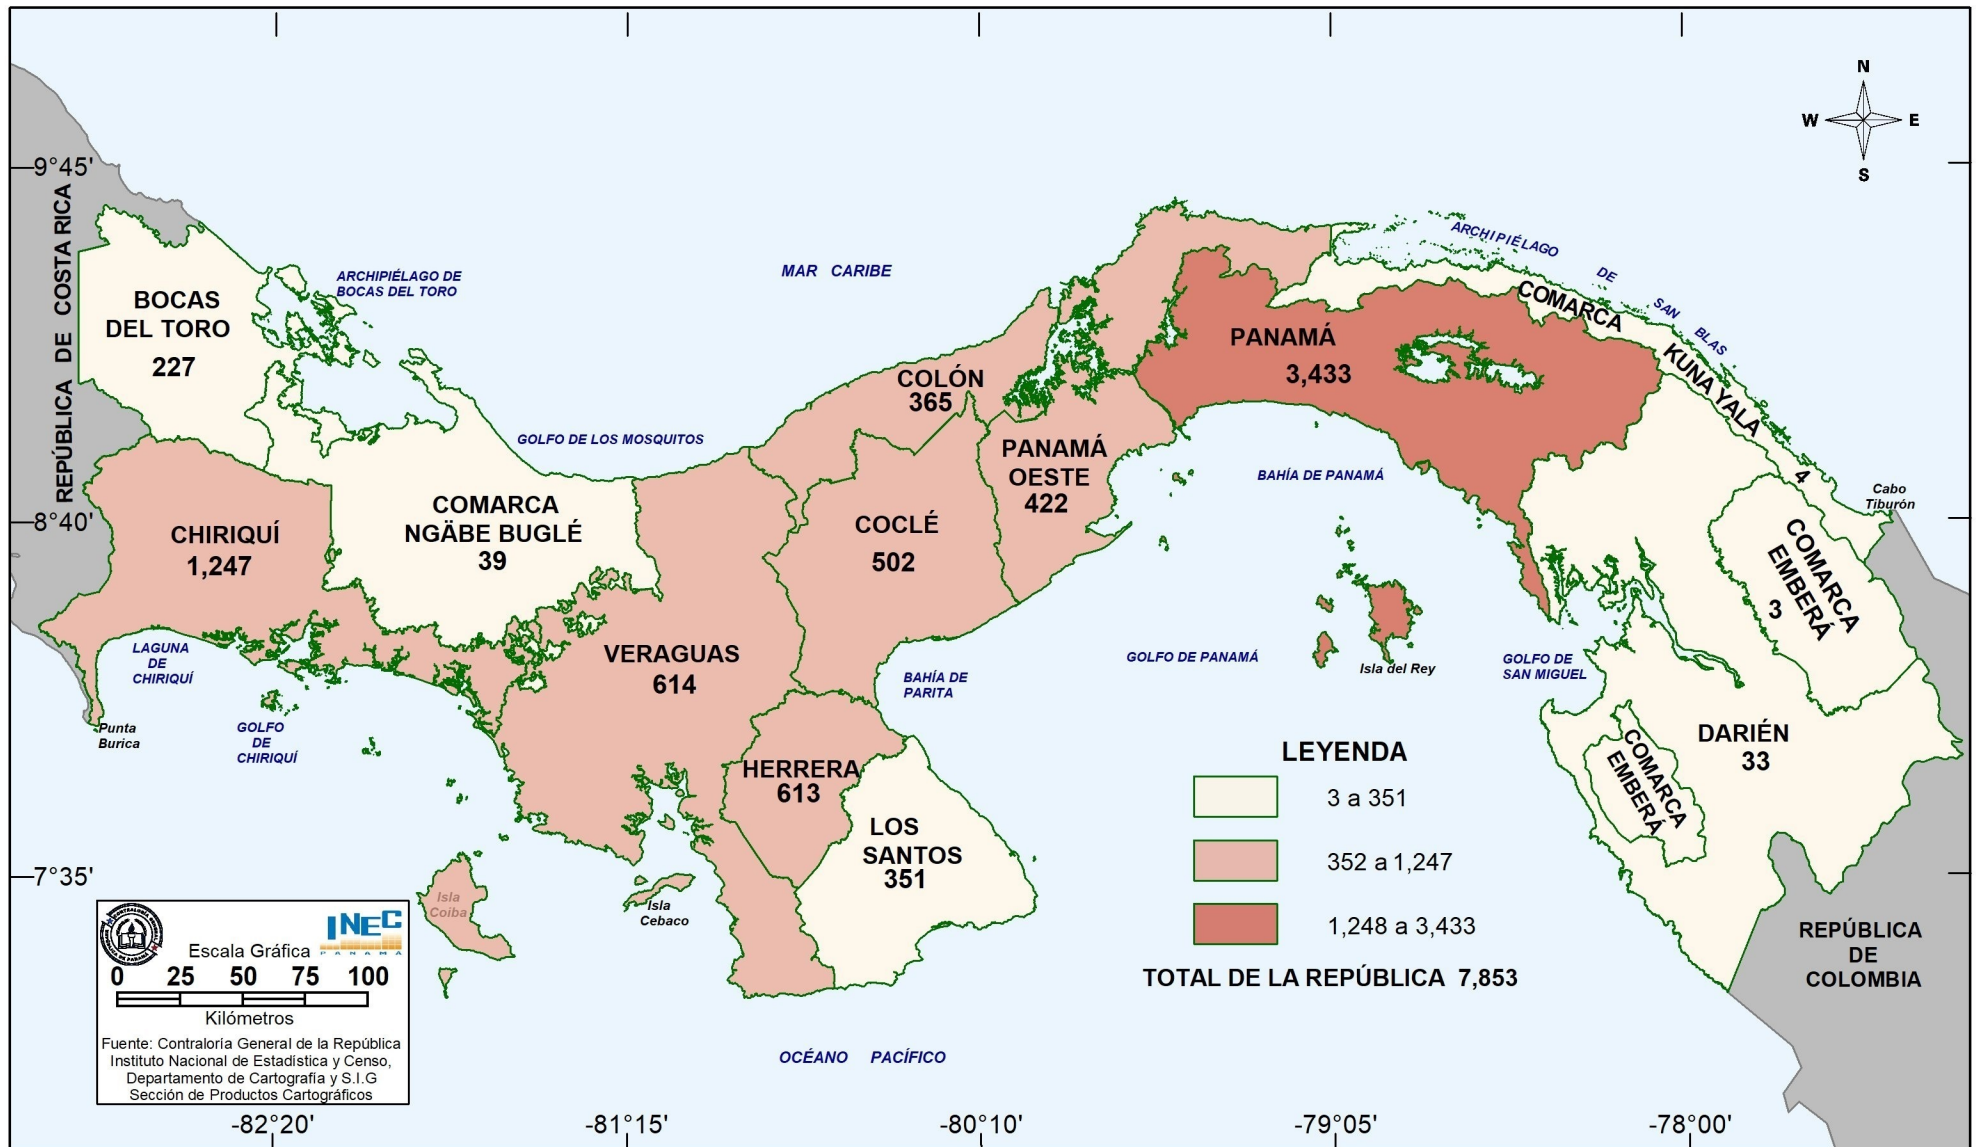 N
W E
S
9°45'
8°40'
7°35'
REPÚBLICA DE COSTA RICA
BOCAS
DEL TORO
227
ARCHIPIÉLAGO DE
BOCAS DEL TORO
MAR CARIBE
ARCHIPIÉLAGO
DE
SAN
BLAS
COMARCA
KUNA YALA
4
PANAMÁ
3,433
COLÓN
365
GOLFO DE LOS MOSQUITOS
PANAMÁ
OESTE
422
BAHÍA DE PANAMÁ
Cabo
Tiburón
CHIRIQUÍ
1,247
COMARCA
NGÄBE BUGLÉ
39
COCLÉ
502
COMARCA
EMBERÁ
3
VERAGUAS
614
LAGUNA
DE
CHIRIQUÍ
BAHÍA DE
PARITA
GOLFO DE PANAMÁ
Isla del Rey
GOLFO DE
SAN MIGUEL
Punta
Burica
GOLFO
DE
CHIRIQUÍ
DARIÉN
33
COMARCA
EMBERÁ
HERRERA
613
LOS
SANTOS
351
Isla
Coiba
Isla
Cebaco
LEYENDA
3 a 351
352 a 1,247
1,248 a 3,433
TOTAL DE LA REPÚBLICA 7,853
REPÚBLICA
DE
COLOMBIA
INEC
PANAMÁ
Escala Gráfica
0 25 50 75 100
Kilómetros
Fuente: Contraloría General de la República
Instituto Nacional de Estadística y Censo,
Departamento de Cartografía y S.I.G
Sección de Productos Cartográficos
OCÉANO PACÍFICO
-82°20' -81°15' -80°10' -79°05' -78°00'